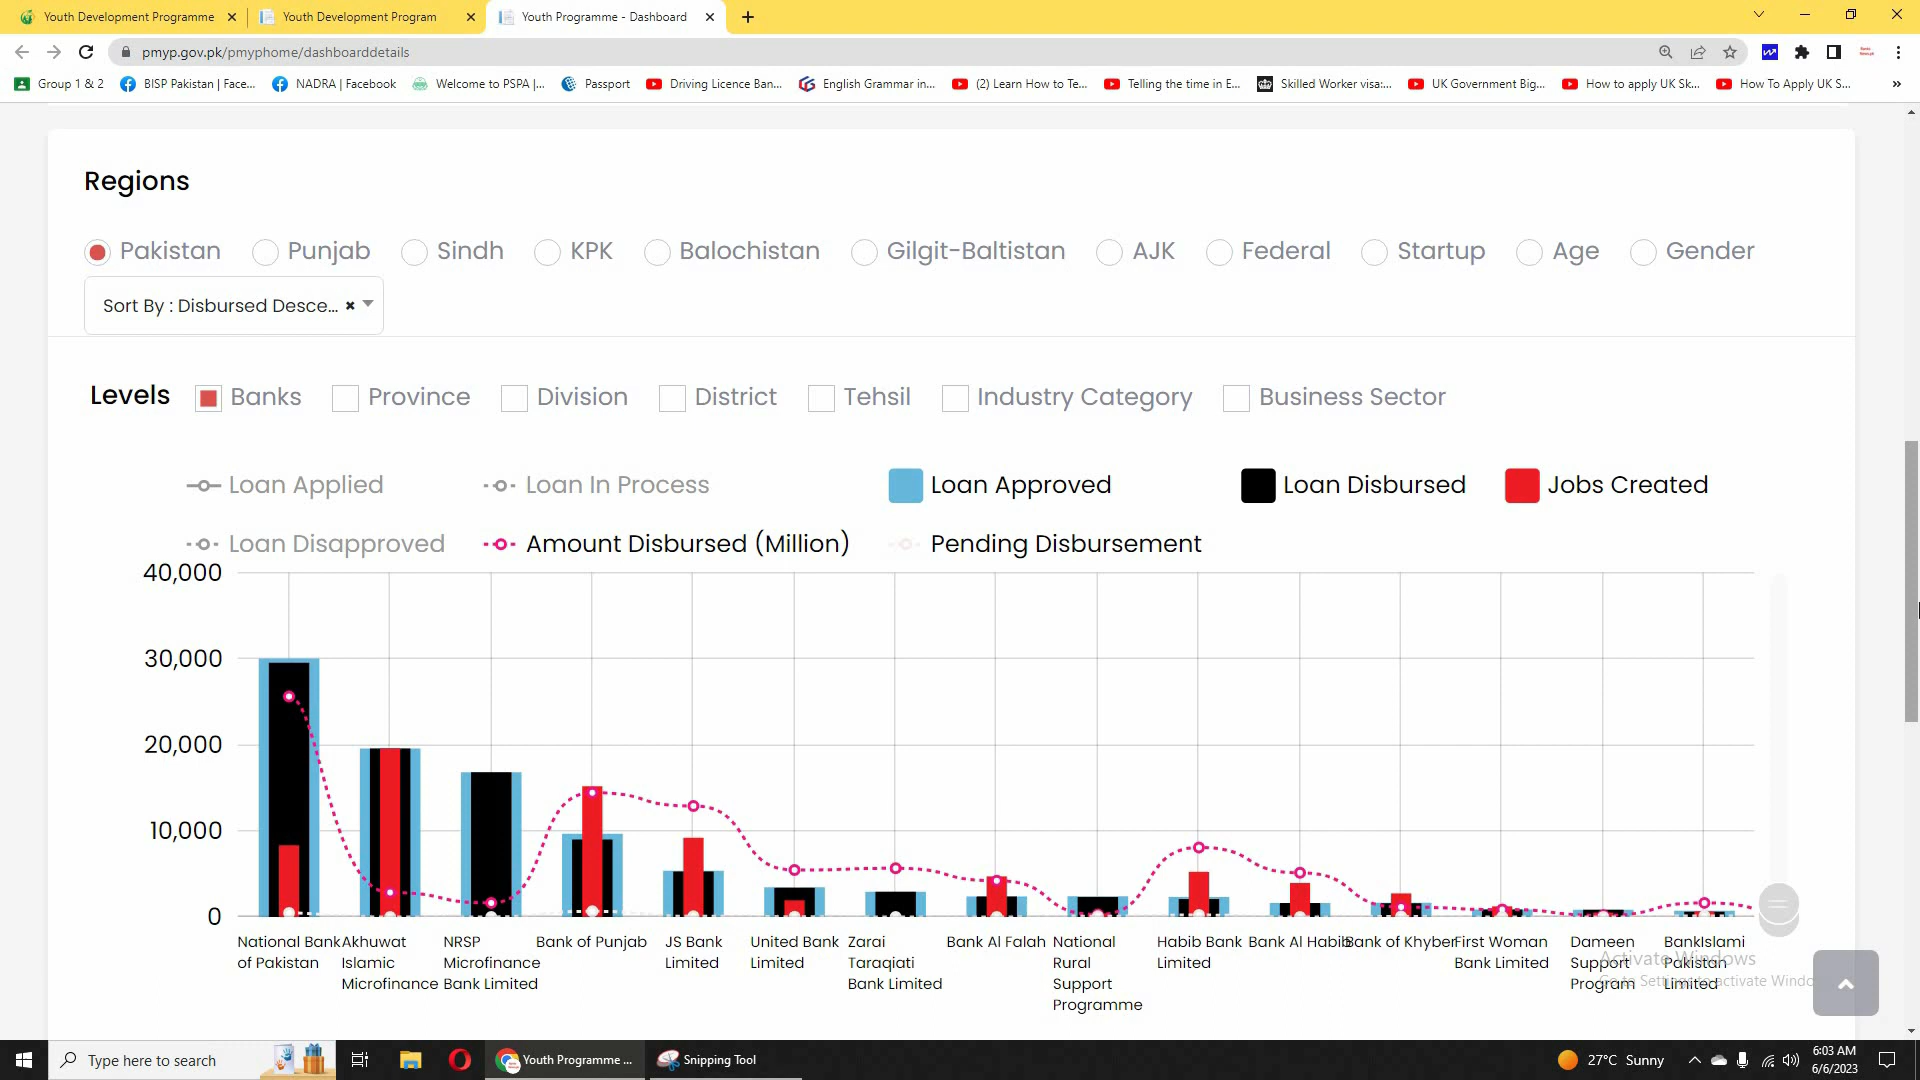 Youth Development Programme
Youth Development Program
Youth Programme - Dashboard
pmyp.gov.pk/pmyphome/dashboarddetails
Group 1 & 2
BISP Pakistan | Face...
NADRA | Facebook
Welcome to PSPA |...
Passport
Driving Licence Ban...
English Grammar in...
(2) Learn How to Te...
Telling the time in E...
Skilled Worker visa:...
UK Government Big...
How to apply UK Sk...
How To Apply UK S...
Regions
Pakistan Punjab Sindh KPK Balochistan Gilgit-Baltistan AJK Federal Startup Age Gender
Sort By : Disbursed Desce...
Levels Banks Province Division District Tehsil Industry Category Business Sector
Loan Applied Loan In Process Loan Approved Loan Disbursed Jobs Created
Loan Disapproved Amount Disbursed (Million) Pending Disbursement
40,000
30,000
20,000
10,000
0
National Bank
of Pakistan
Akhuwat
Islamic
Microfinance
NRSP
Microfinance
Bank Limited
Bank of Punjab
JS Bank
Limited
United Bank
Limited
Zarai
Taraqiati
Bank Limited
Bank Al Falah
National
Rural
Support
Programme
Habib Bank
Limited
Bank Al Habib
Bank of Khyber
First Woman
Bank Limited
Dameen
Support
Program
BankIslami
Pakistan
Limited
Activate Windows
Go to Settings to activate Windo
Type here to search
Youth Programme ...
Snipping Tool
27°C Sunny
6:03 AM
6/6/2023